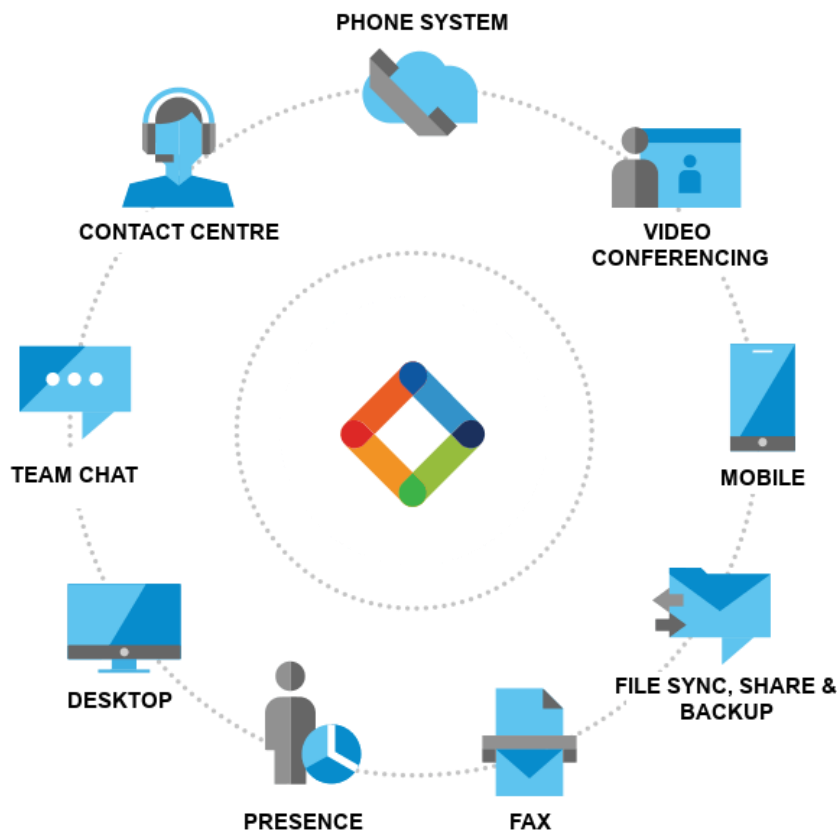 PHONE SYSTEM
CONTACT CENTRE
VIDEO
CONFERENCING
TEAM CHAT
MOBILE
DESKTOP
FILE SYNC, SHARE &
BACKUP
PRESENCE
FAX